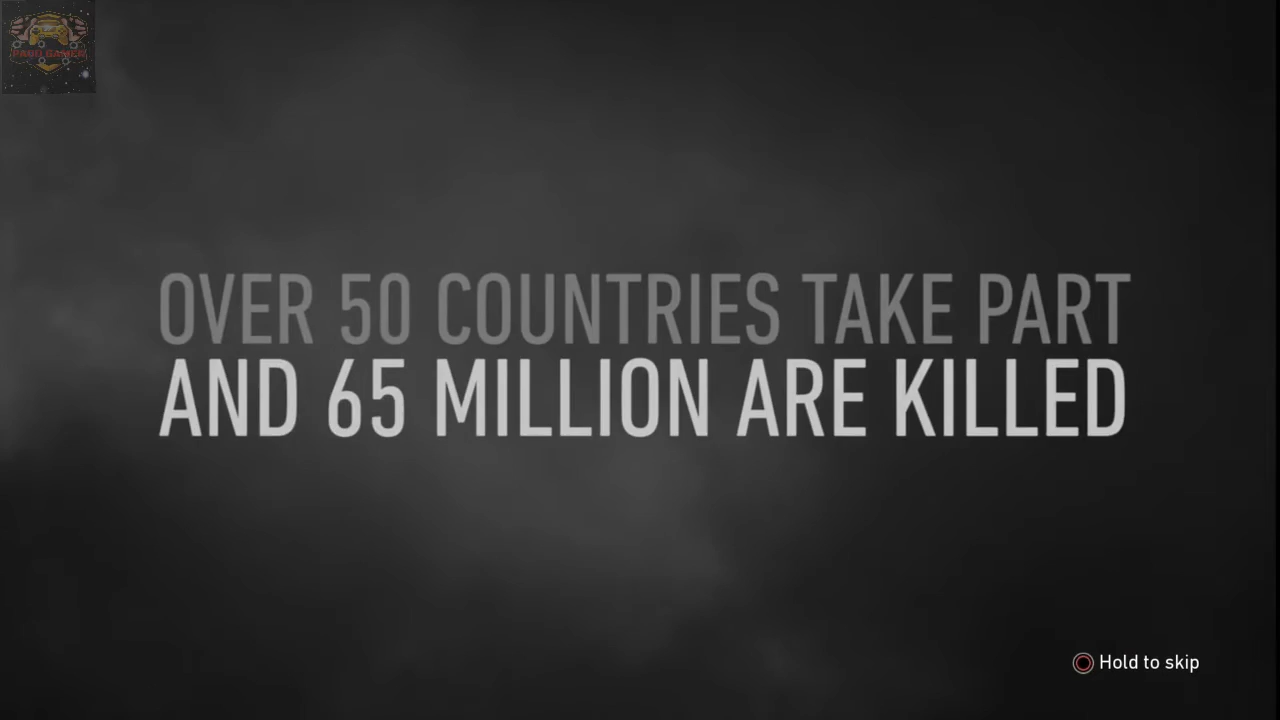 OVER 50 COUNTRIES TAKE PART
AND 65 MILLION ARE KILLED
Hold to skip